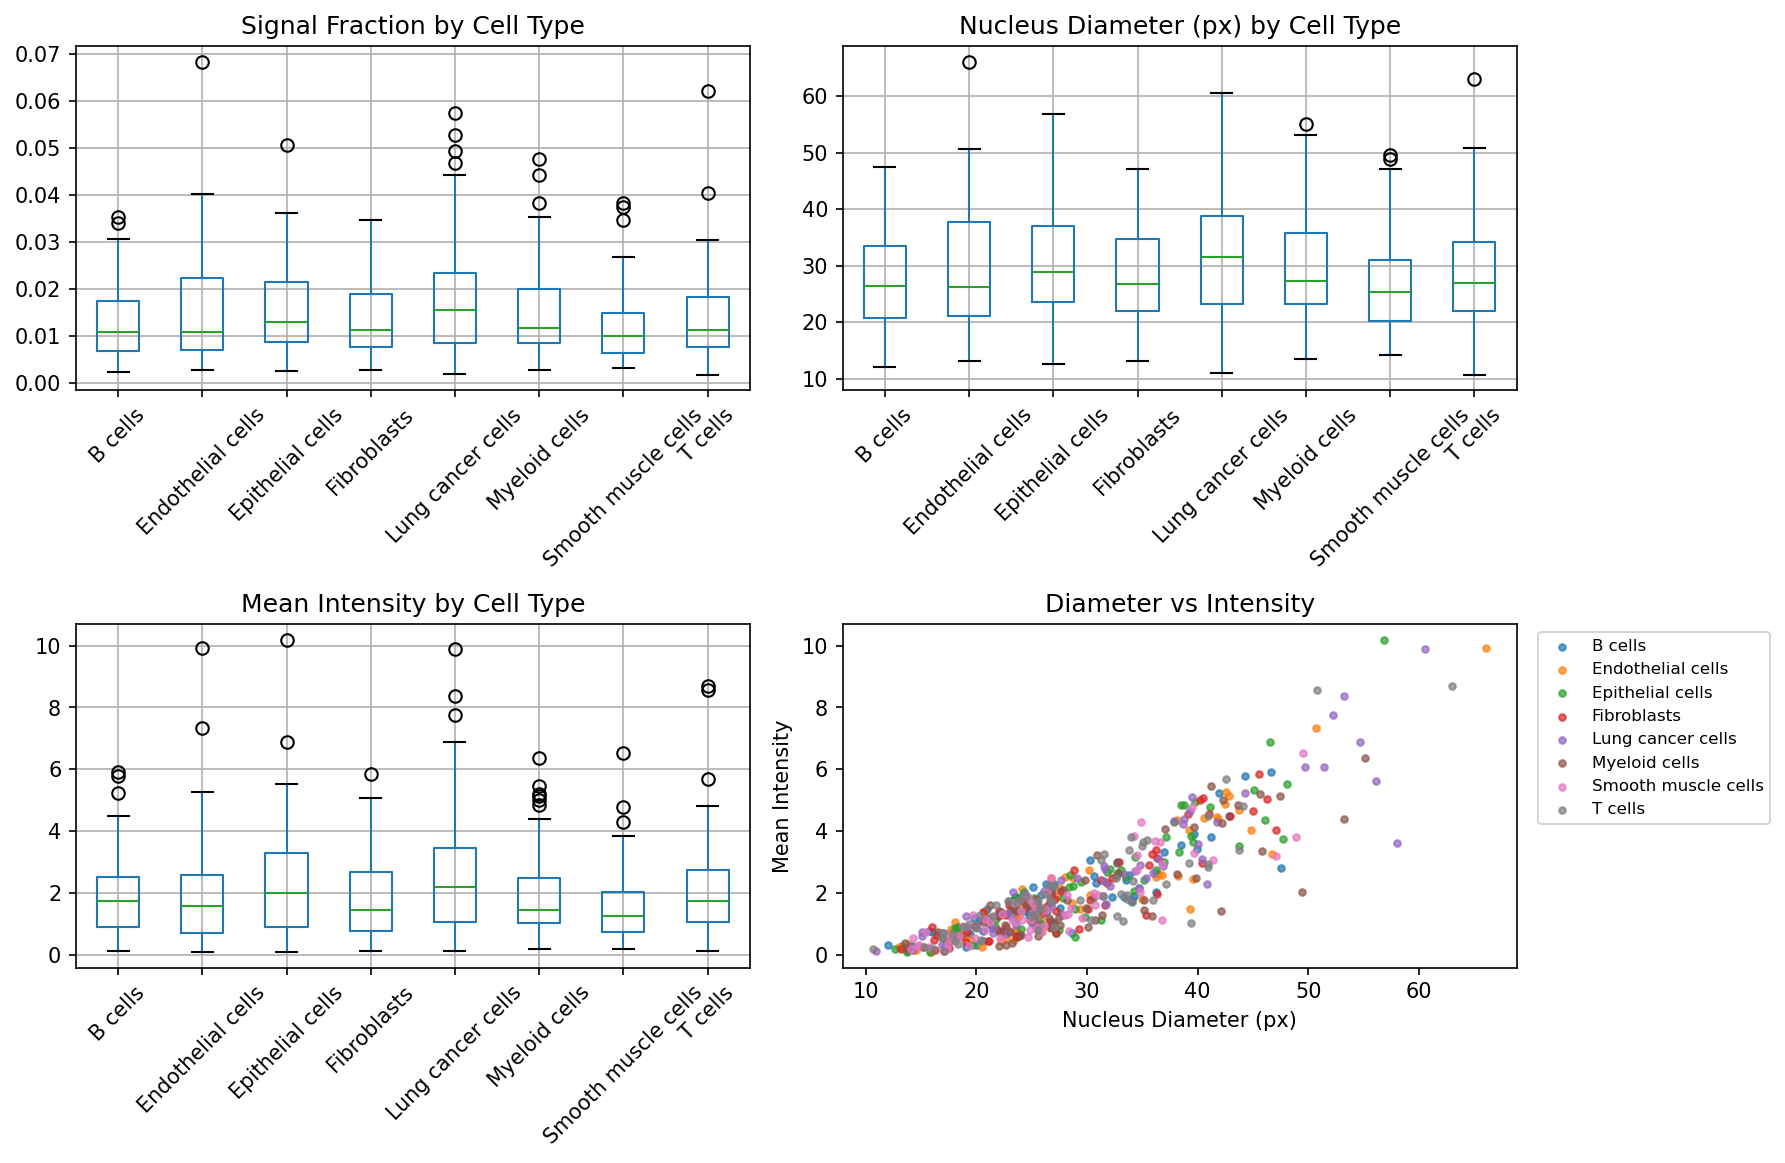 Signal Fraction by Cell Type
0.07
0.06
0.05
0.04
0.03
0.02
0.01
0.00
B cells
Endothelial cells
Epithelial cells
Fibroblasts
Lung cancer cells
Myeloid cells
Smooth muscle cells
T cells
Nucleus Diameter (px) by Cell Type
60
50
40
30
20
10
B cells
Endothelial cells
Epithelial cells
Fibroblasts
Lung cancer cells
Myeloid cells
Smooth muscle cells
T cells
Mean Intensity by Cell Type
10
8
6
4
2
0
B cells
Endothelial cells
Epithelial cells
Fibroblasts
Lung cancer cells
Myeloid cells
Smooth muscle cells
T cells
Diameter vs Intensity
Mean Intensity
10
8
6
4
2
0
10 20 30 40 50 60
Nucleus Diameter (px)
B cells
Endothelial cells
Epithelial cells
Fibroblasts
Lung cancer cells
Myeloid cells
Smooth muscle cells
T cells